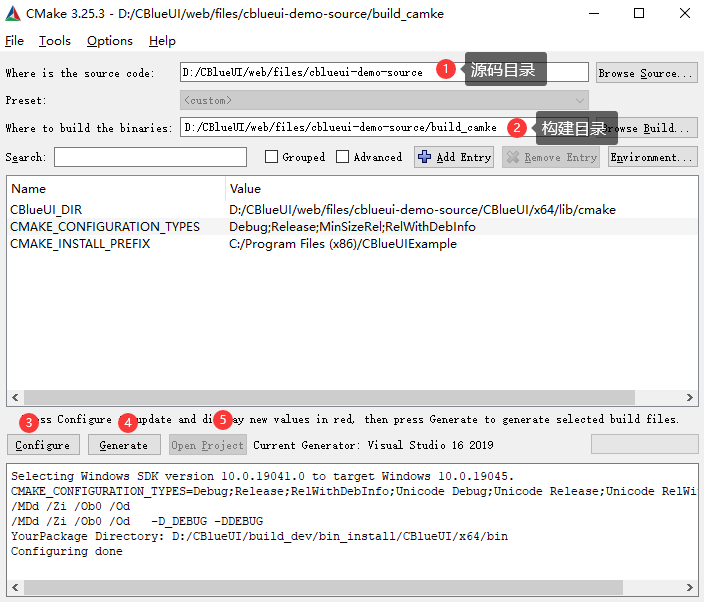 CMake 3.25.3 - D:/CBlueUI/web/files/cblueui-demo-source/build_camke
File Tools Options Help
Where is the source code: D:/CBlueUI/web/files/cblueui-demo-source 1 源码目录 Browse Source...
Preset: <custom>
Where to build the binaries: D:/CBlueUI/web/files/cblueui-demo-source/build_camke 2 构建目录 Build...
Search: Grouped Advanced Add Entry Remove Entry Environment...
Name Value
CBlueUI_DIR D:/CBlueUI/web/files/cblueui-demo-source/CBlueUI/x64/lib/cmake
CMAKE_CONFIGURATION_TYPES Debug;Release;MinSizeRel;RelWithDebInfo
CMAKE_INSTALL_PREFIX C:/Program Files (x86)/CBlueUIExample
3 4 5
Configure update and new values in red, then press Generate to generate selected build files.
Configure Generate Open Project Current Generator: Visual Studio 16 2019
Selecting Windows SDK version 10.0.19041.0 to target Windows 10.0.19045.
CMAKE_CONFIGURATION_TYPES=Debug;Release;RelWithDebInfo;Unicode Debug;Unicode Release;Unicode RelWi
/MDd /Zi /Ob0 /Od
/MDd /Zi /Ob0 /Od -D_DEBUG -DDEBUG
YourPackage Directory: D:/CBlueUI/build_dev/bin_install/CBlueUI/x64/bin
Configuring done